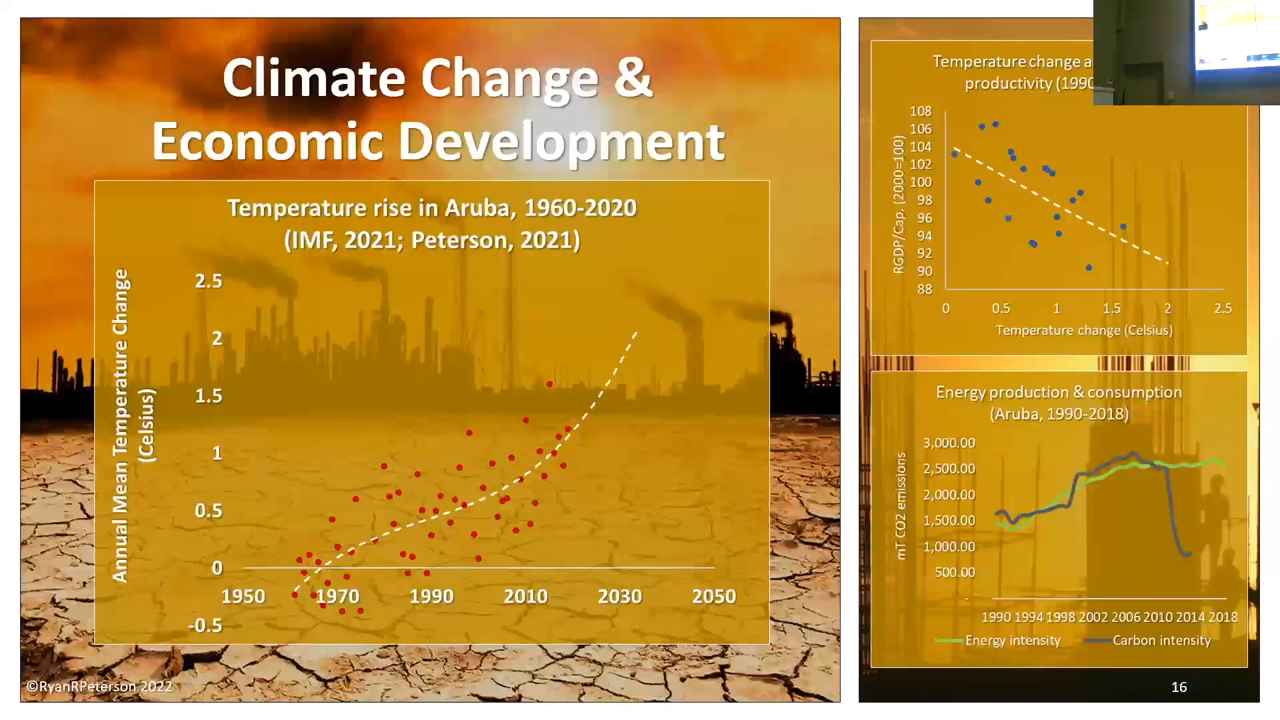 Climate Change &
Economic Development
Temperature rise in Aruba, 1960-2020
(IMF, 2021; Peterson, 2021)
Annual Mean Temperature Change
(Celsius)
2.5
2
1.5
1
0.5
0
-0.5
1950 1970 1990 2010 2030 2050
©RyanRPeterson 2022
Temperature change a
productivity (1990
RGDP/Cap. (2000=100)
108
106
104
102
100
98
96
94
92
90
88
0 0.5 1 1.5 2 2.5
Temperature change (Celsius)
Energy production & consumption
(Aruba, 1990-2018)
mT CO2 emissions
3,000.00
2,500.00
2,000.00
1,500.00
1,000.00
500.00
-
1990 1994 1998 2002 2006 2010 2014 2018
Energy intensity Carbon intensity
16